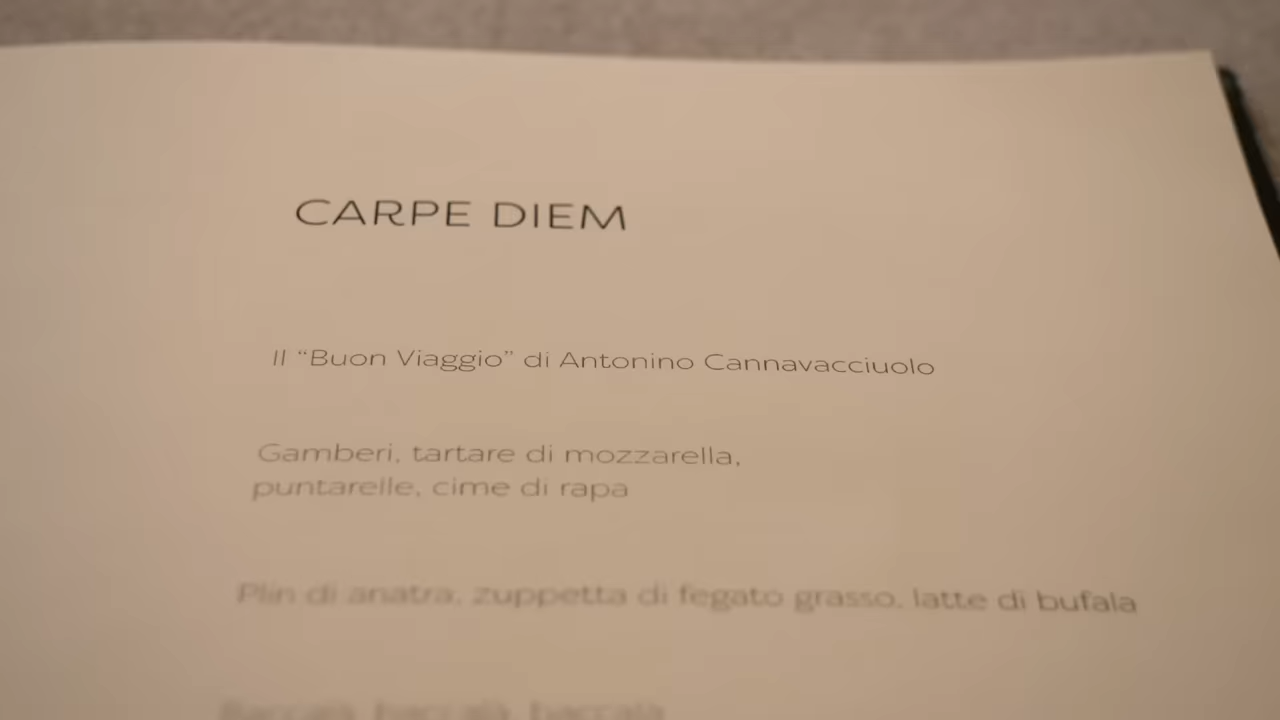 CARPE DIEM
Il “Buon Viaggio” di Antonino Cannavacciuolo
Gamberi, tartare di mozzarella,
puntarelle, cime di rapa
Plin di anatra, zuppetta di fegato grasso, latte di bufala